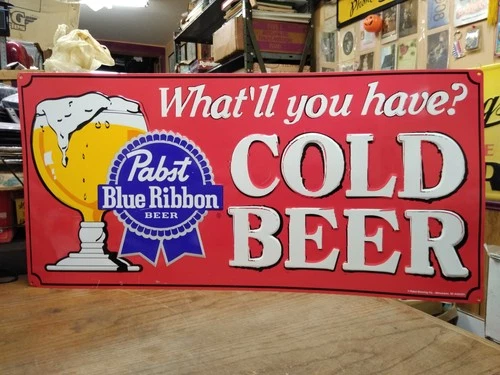 What'll you have?
Pabst
Blue Ribbon
BEER
COLD
BEER